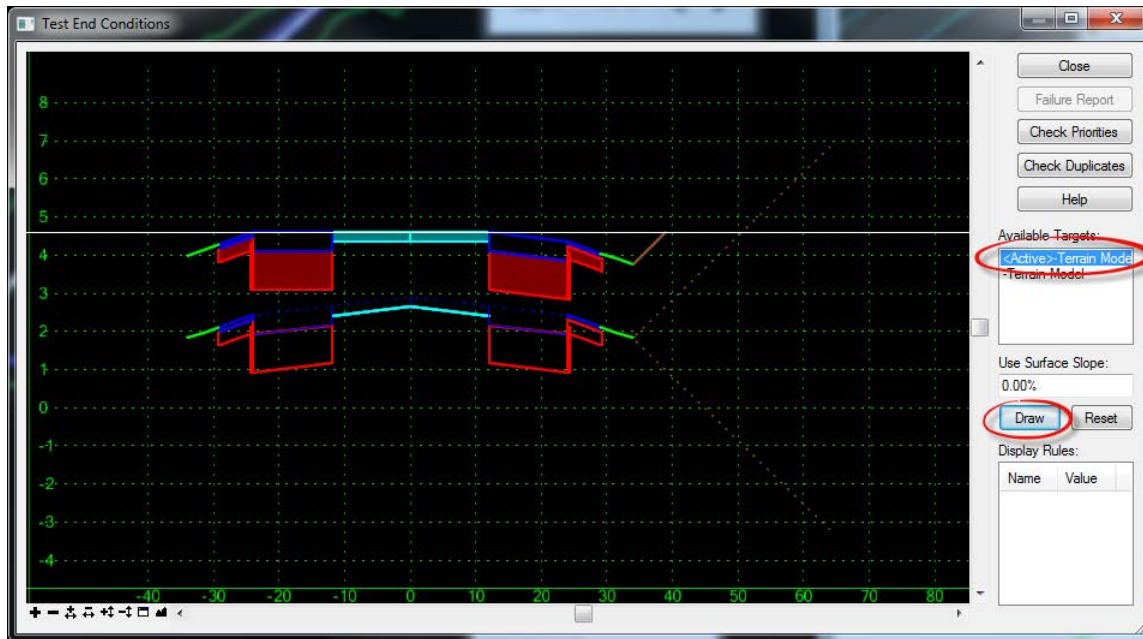 Test End Conditions
Close
Failure Report
Check Priorities
Check Duplicates
Help
Available Targets:
<Active>-Terrain Mode
-Terrain Model
Use Surface Slope:
0.00%
Draw
Reset
Display Rules:
Name Value
8
7
6
5
4
3
2
1
0
-1
-2
-3
-4
-40 -30 -20 -10 0 10 20 30 40 50 60 70 80